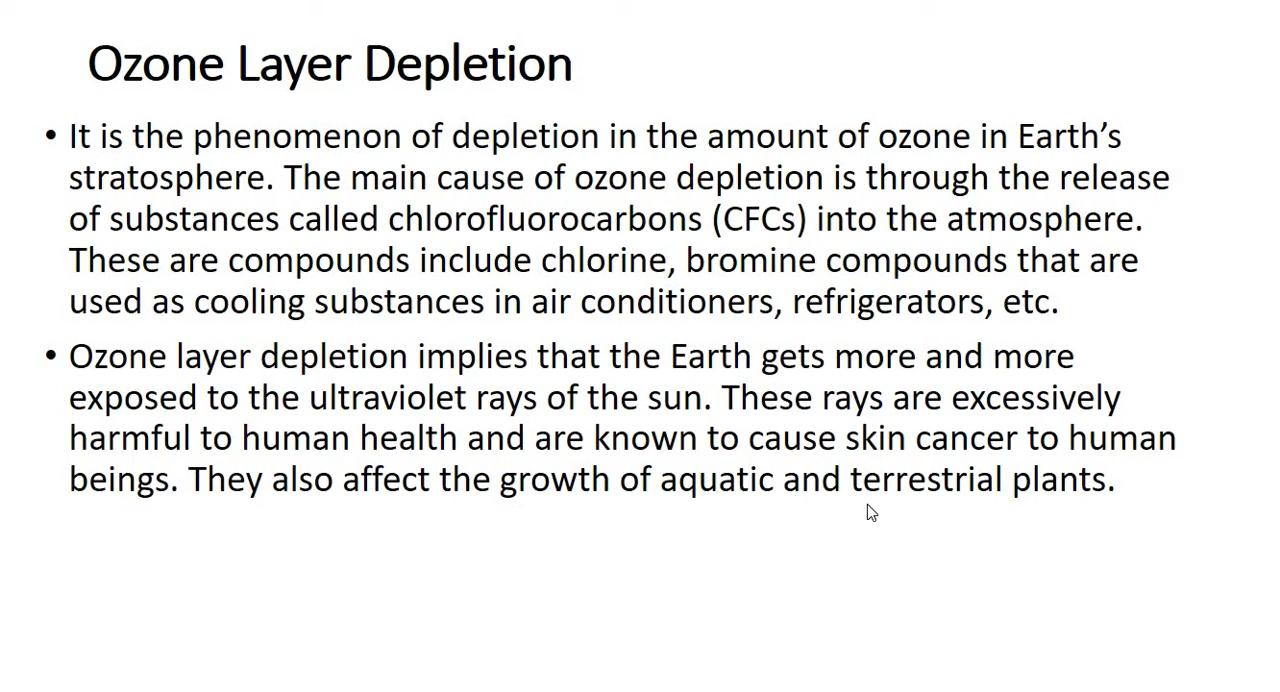 Ozone Layer Depletion
• It is the phenomenon of depletion in the amount of ozone in Earth’s
stratosphere. The main cause of ozone depletion is through the release
of substances called chlorofluorocarbons (CFCs) into the atmosphere.
These are compounds include chlorine, bromine compounds that are
used as cooling substances in air conditioners, refrigerators, etc.
• Ozone layer depletion implies that the Earth gets more and more
exposed to the ultraviolet rays of the sun. These rays are excessively
harmful to human health and are known to cause skin cancer to human
beings. They also affect the growth of aquatic and terrestrial plants.